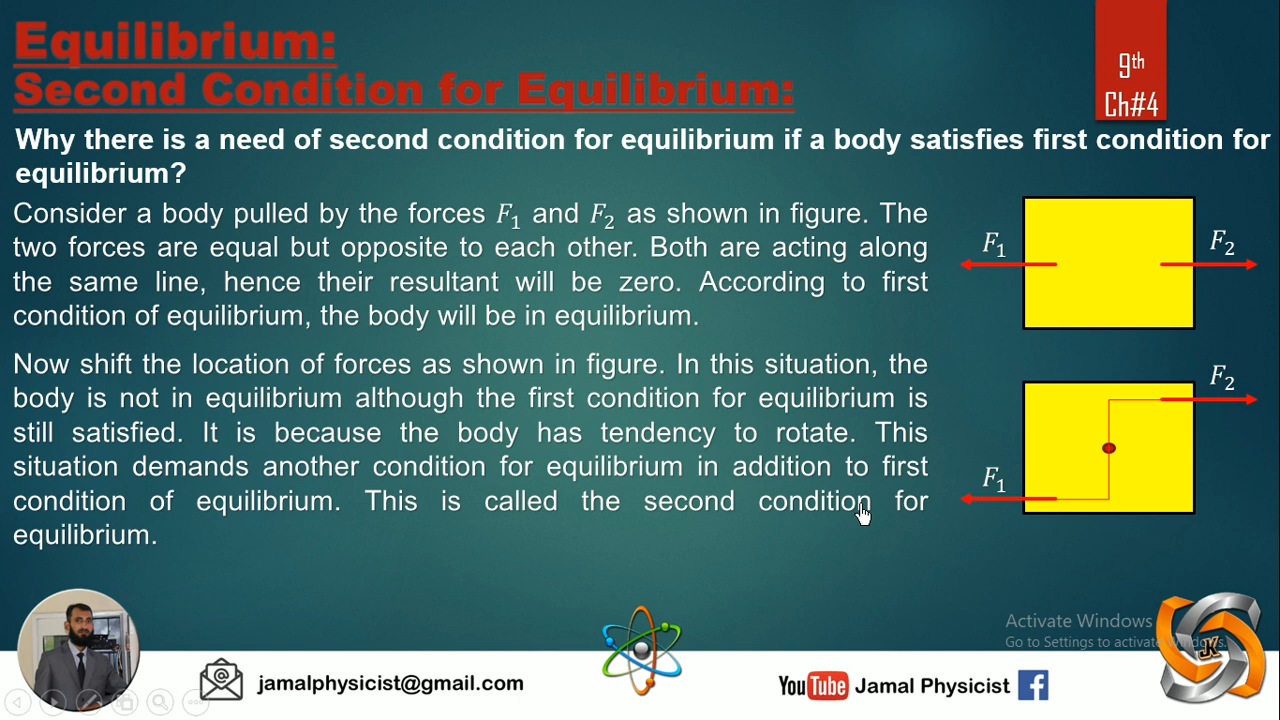 Equilibrium:
Second Condition for Equilibrium:
9th
Ch#4
Why there is a need of second condition for equilibrium if a body satisfies first condition for
equilibrium?
Consider a body pulled by the forces F₁ and F₂ as shown in figure. The
two forces are equal but opposite to each other. Both are acting along
the same line, hence their resultant will be zero. According to first
condition of equilibrium, the body will be in equilibrium.
F₁
F₂
Now shift the location of forces as shown in figure. In this situation, the
body is not in equilibrium although the first condition for equilibrium is
still satisfied. It is because the body has tendency to rotate. This
situation demands another condition for equilibrium in addition to first
condition of equilibrium. This is called the second condition for
equilibrium.
F₂
F₁
Activate Windows
Go to Settings to activate Windows.
JK
jamalphysicist@gmail.com
YouTube Jamal Physicist f